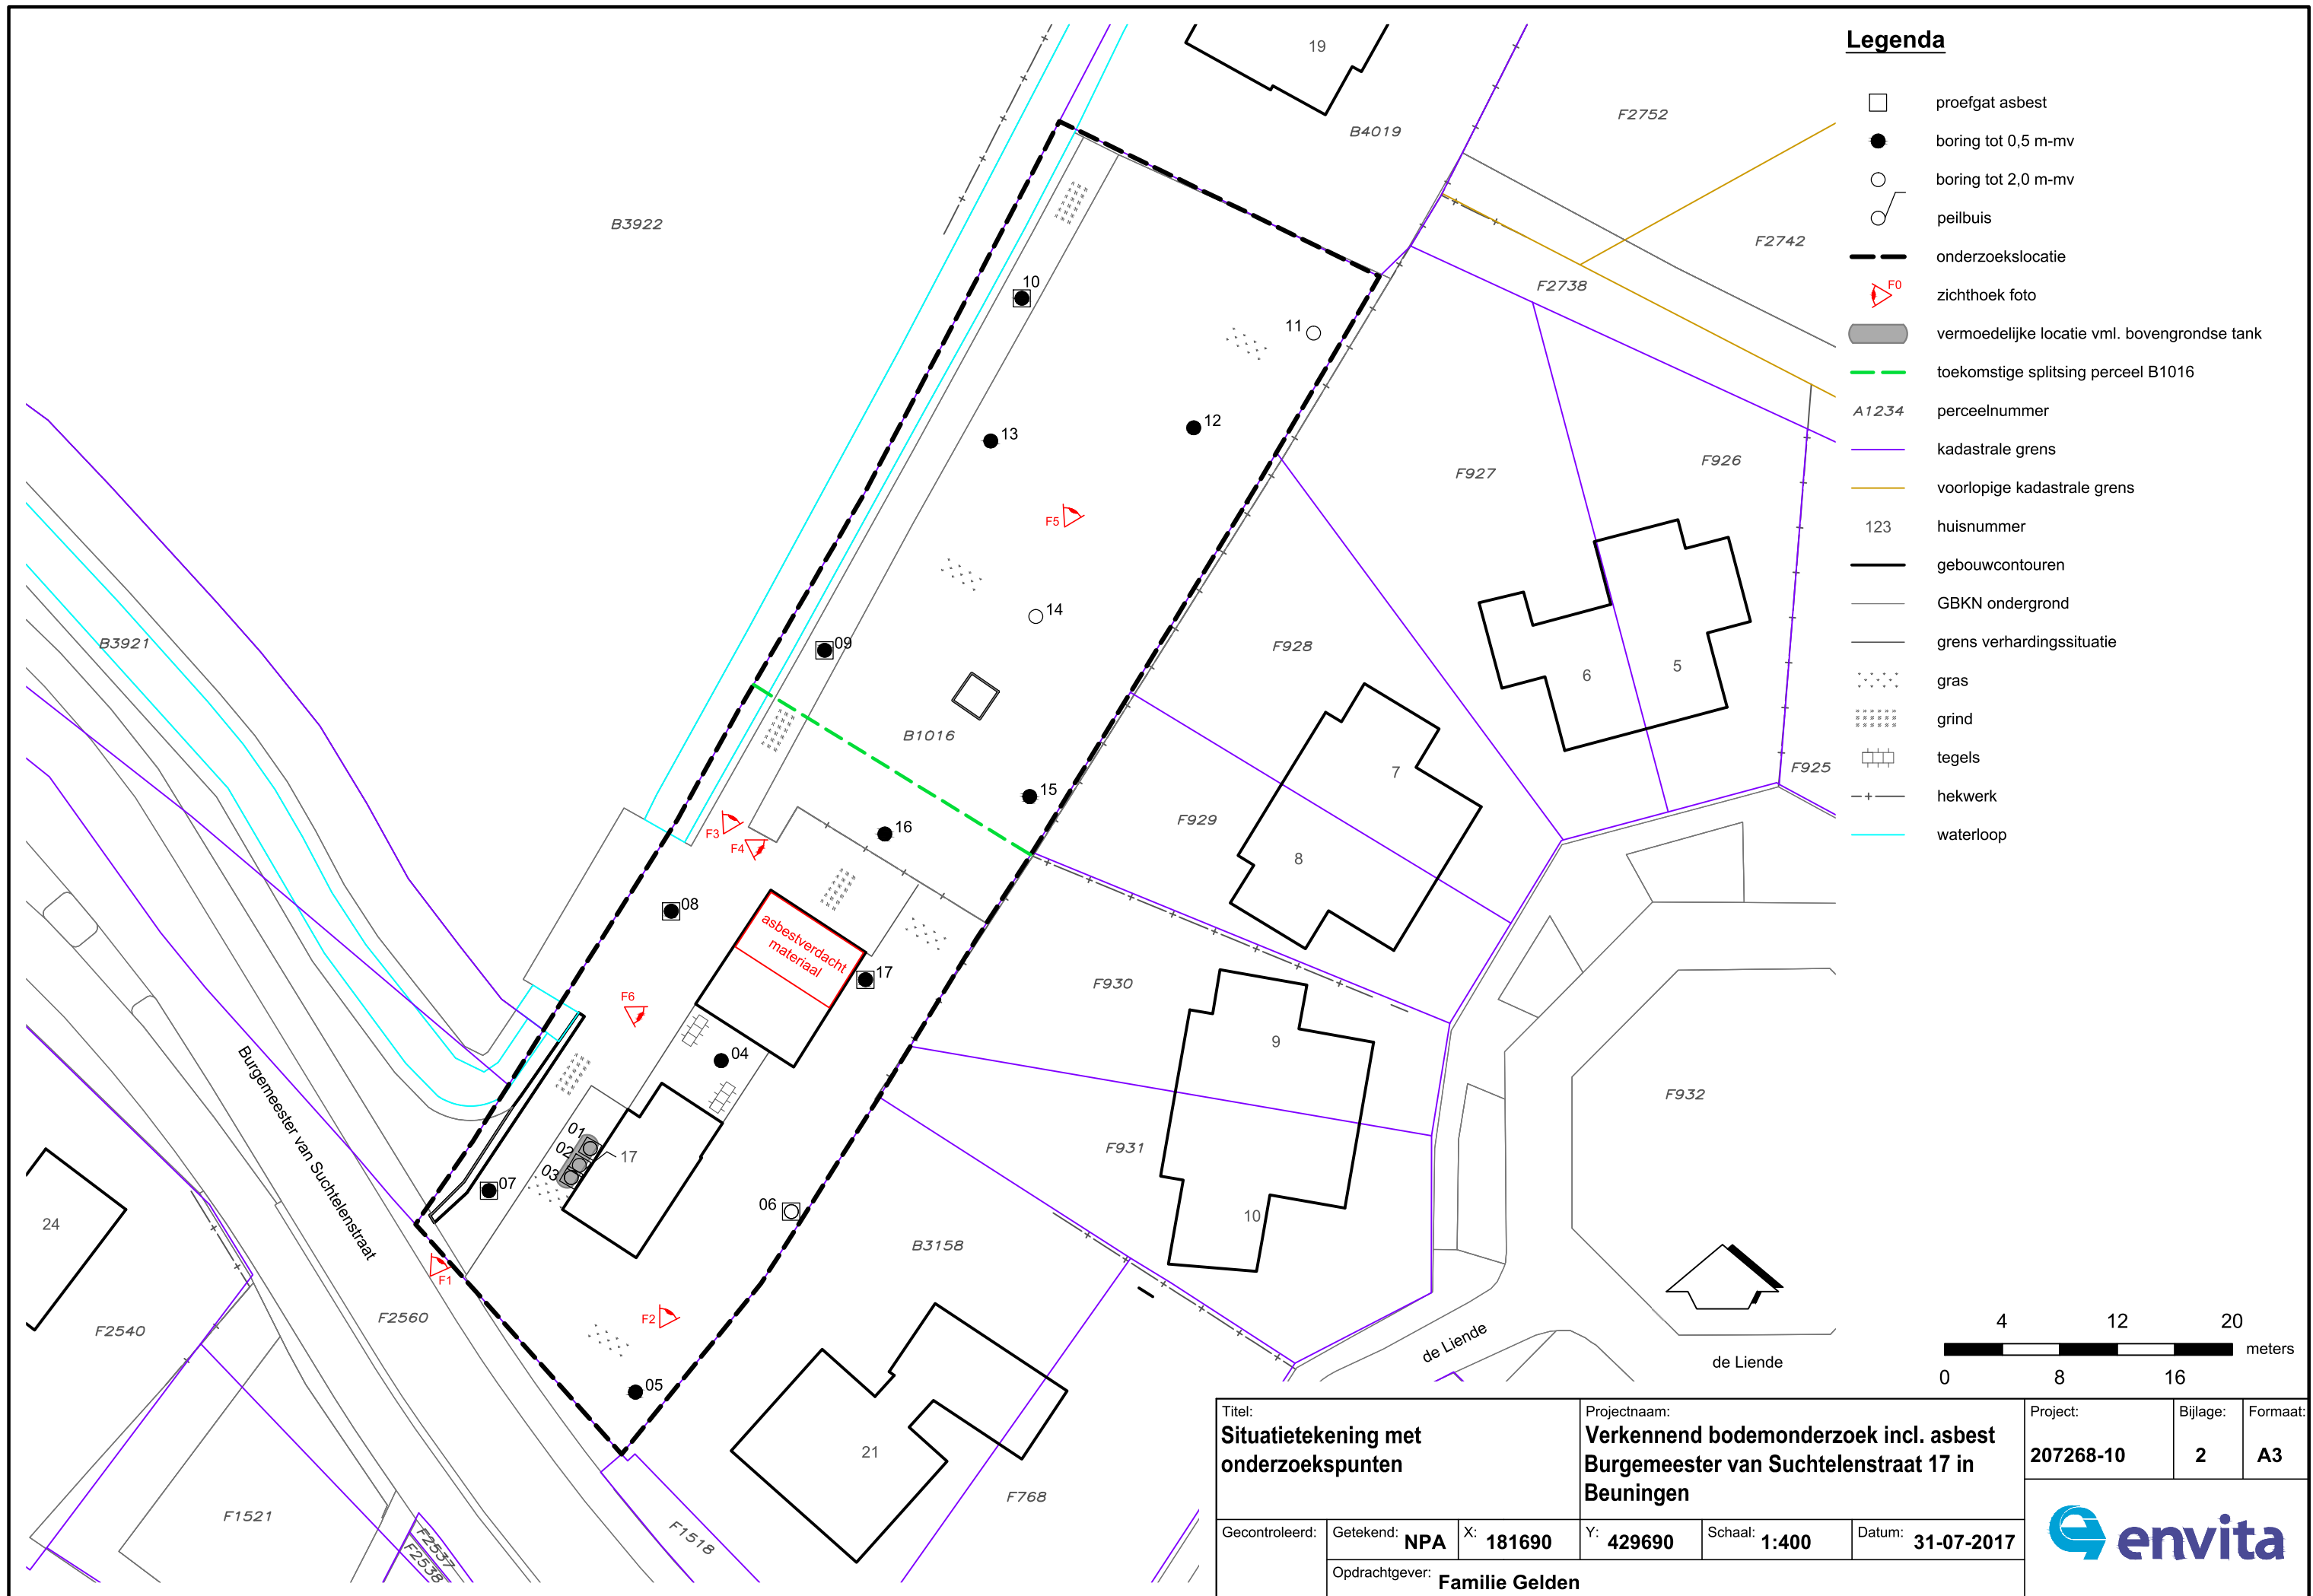 19
B4019
F2752
B3922
F2742
F2738
10
11
13
12
F927
F926
F5
14
F928
B3921
09
6
5
B1016
7
F925
15
F929
16
F3
F4
8
08
asbestverdacht
materiaal
17
F930
F6
9
04
F932
Burgemeester van Suchtelenstraat
01
02
03
17
F931
07
06
10
24
B3158
F1
F2
F2540
F2560
de Liende
de Liende
05
21
F768
F1521
F1518
F2537
F2538
Legenda
proefgat asbest
boring tot 0,5 m-mv
boring tot 2,0 m-mv
peilbuis
onderzoekslocatie
F0
zichthoek foto
vermoedelijke locatie vml. bovengrondse tank
toekomstige splitsing perceel B1016
A1234 perceelnummer
kadastrale grens
voorlopige kadastrale grens
123 huisnummer
gebouwcontouren
GBKN ondergrond
grens verhardingssituatie
gras
grind
tegels
hekwerk
waterloop
4 12 20
meters
0 8 16
Titel:
Situatietekening met
onderzoekspunten
Projectnaam:
Verkennend bodemonderzoek incl. asbest
Burgemeester van Suchtelenstraat 17 in
Beuningen
Project:
207268-10
Bijlage:
2
Formaat:
A3
Gecontroleerd:
Getekend: NPA
X: 181690
Y: 429690
Schaal: 1:400
Datum: 31-07-2017
Opdrachtgever: Familie Gelden
envita